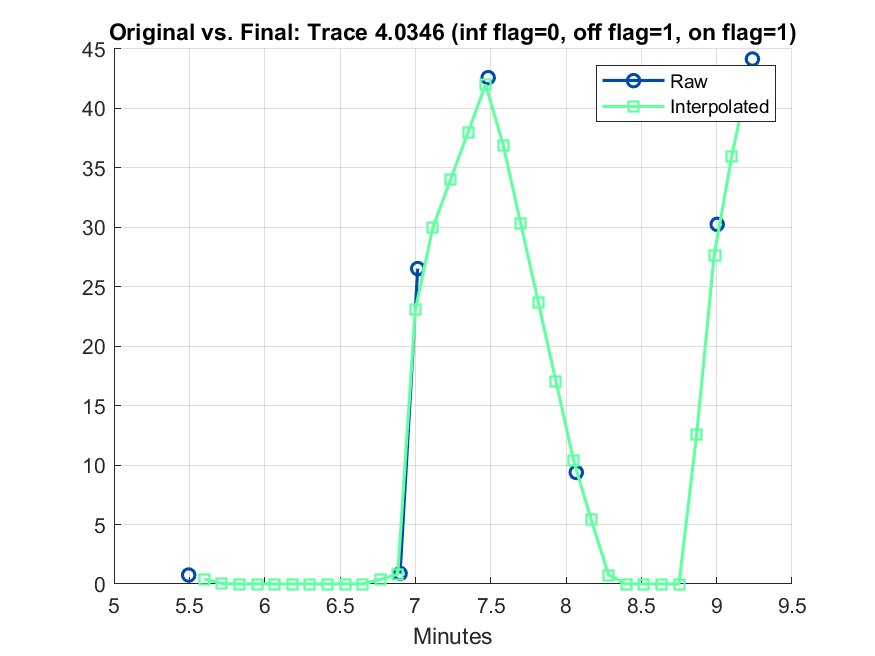 Original vs. Final: Trace 4.0346 (inf flag=0, off flag=1, on flag=1)
45
40
35
30
25
20
15
10
5
0
Raw
Interpolated
5 5.5 6 6.5 7 7.5 8 8.5 9 9.5
Minutes